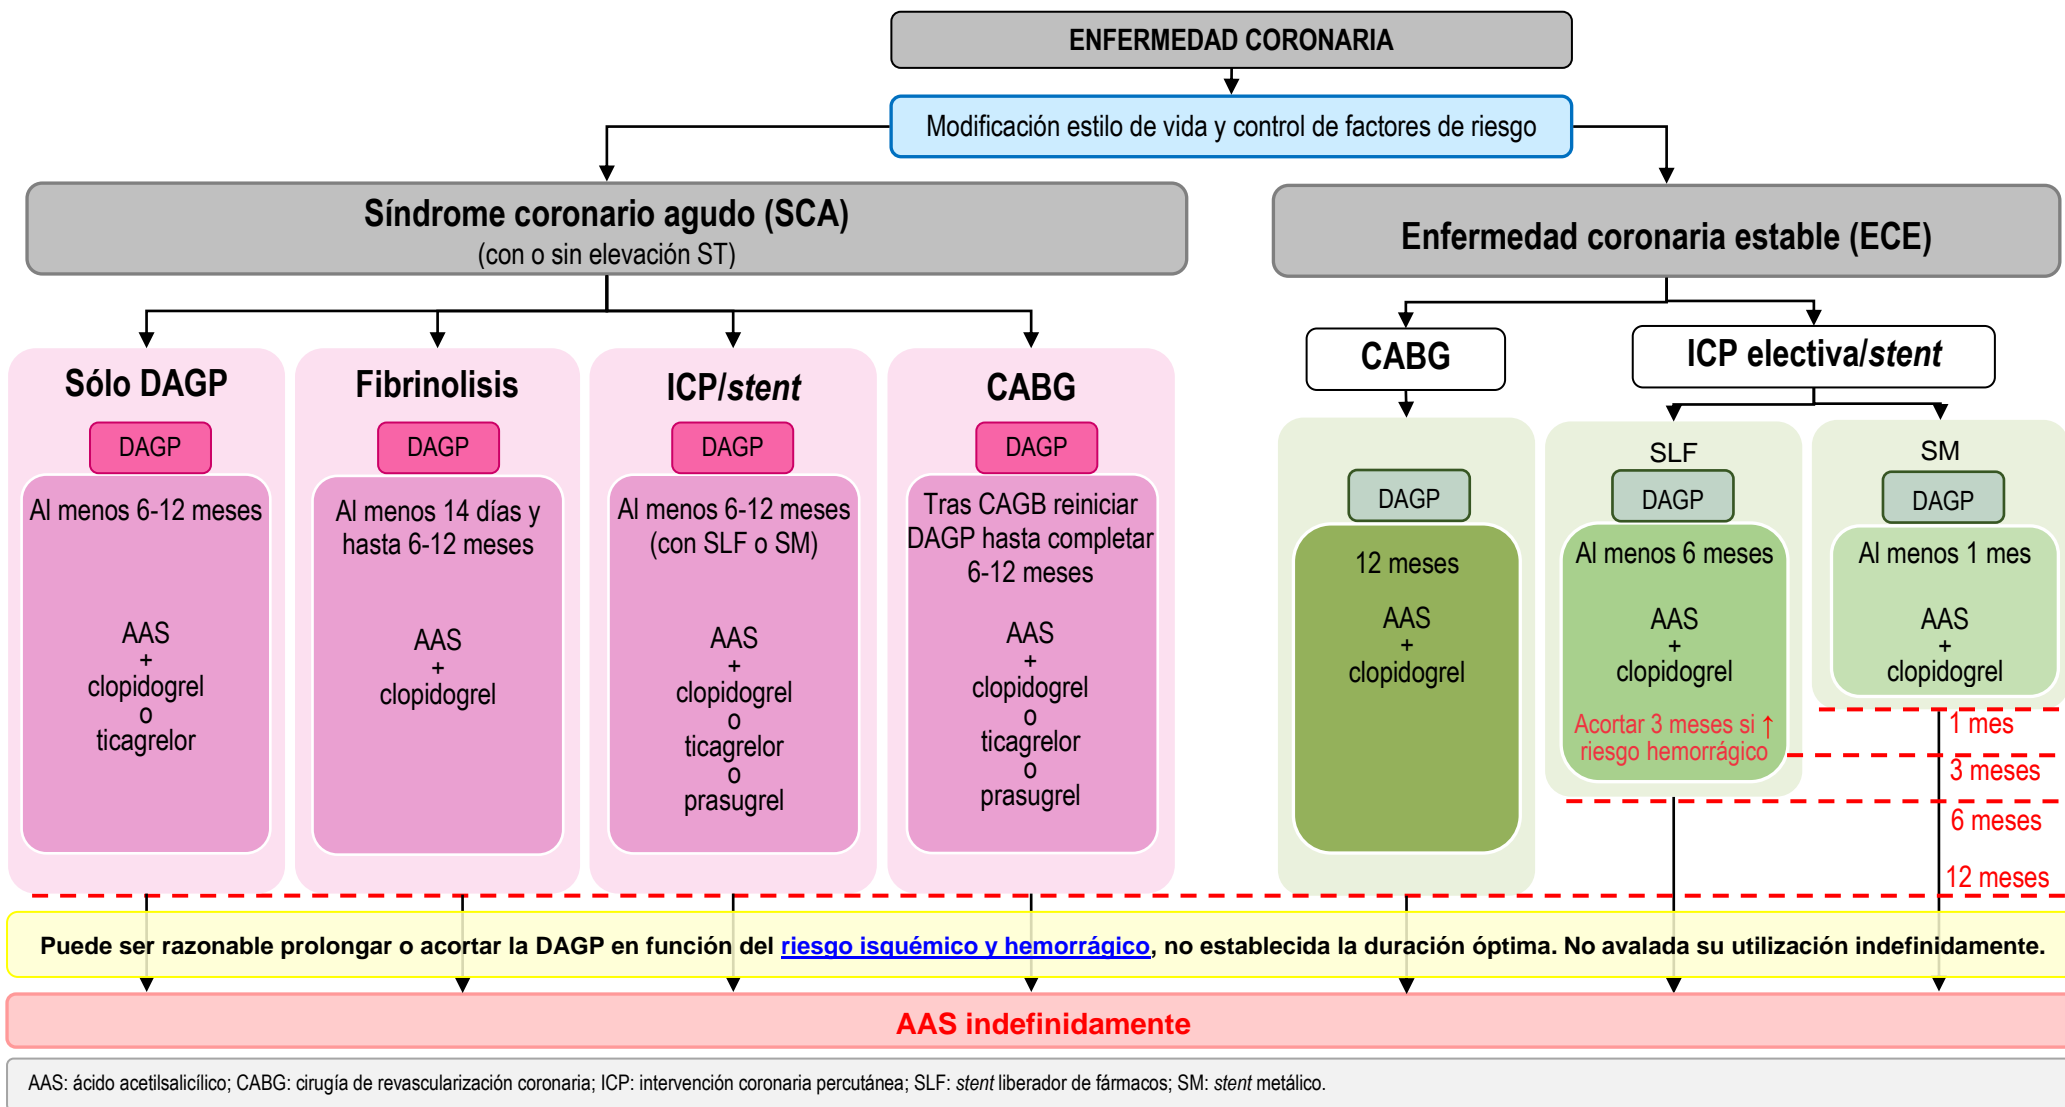 ENFERMEDAD CORONARIA
Modificación estilo de vida y control de factores de riesgo
Síndrome coronario agudo (SCA)
(con o sin elevación ST)
Enfermedad coronaria estable (ECE)
Sólo DAGP
DAGP
Al menos 6-12 meses
AAS
+
clopidogrel
o
ticagrelor
Fibrinolisis
DAGP
Al menos 14 días y
hasta 6-12 meses
AAS
+
clopidogrel
ICP/stent
DAGP
Al menos 6-12 meses
(con SLF o SM)
AAS
+
clopidogrel
o
ticagrelor
o
prasugrel
CABG
DAGP
Tras CAGB reiniciar
DAGP hasta completar
6-12 meses
AAS
+
clopidogrel
o
ticagrelor
o
prasugrel
CABG
DAGP
12 meses
AAS
+
clopidogrel
ICP electiva/stent
SLF
DAGP
Al menos 6 meses
AAS
+
clopidogrel
Acortar 3 meses si ↑
riesgo hemorrágico
SM
DAGP
Al menos 1 mes
AAS
+
clopidogrel
1 mes
3 meses
6 meses
12 meses
Puede ser razonable prolongar o acortar la DAGP en función del riesgo isquémico y hemorrágico, no establecida la duración óptima. No avalada su utilización indefinidamente.
AAS indefinidamente
AAS: ácido acetilsalicílico; CABG: cirugía de revascularización coronaria; ICP: intervención coronaria percutánea; SLF: stent liberador de fármacos; SM: stent metálico.